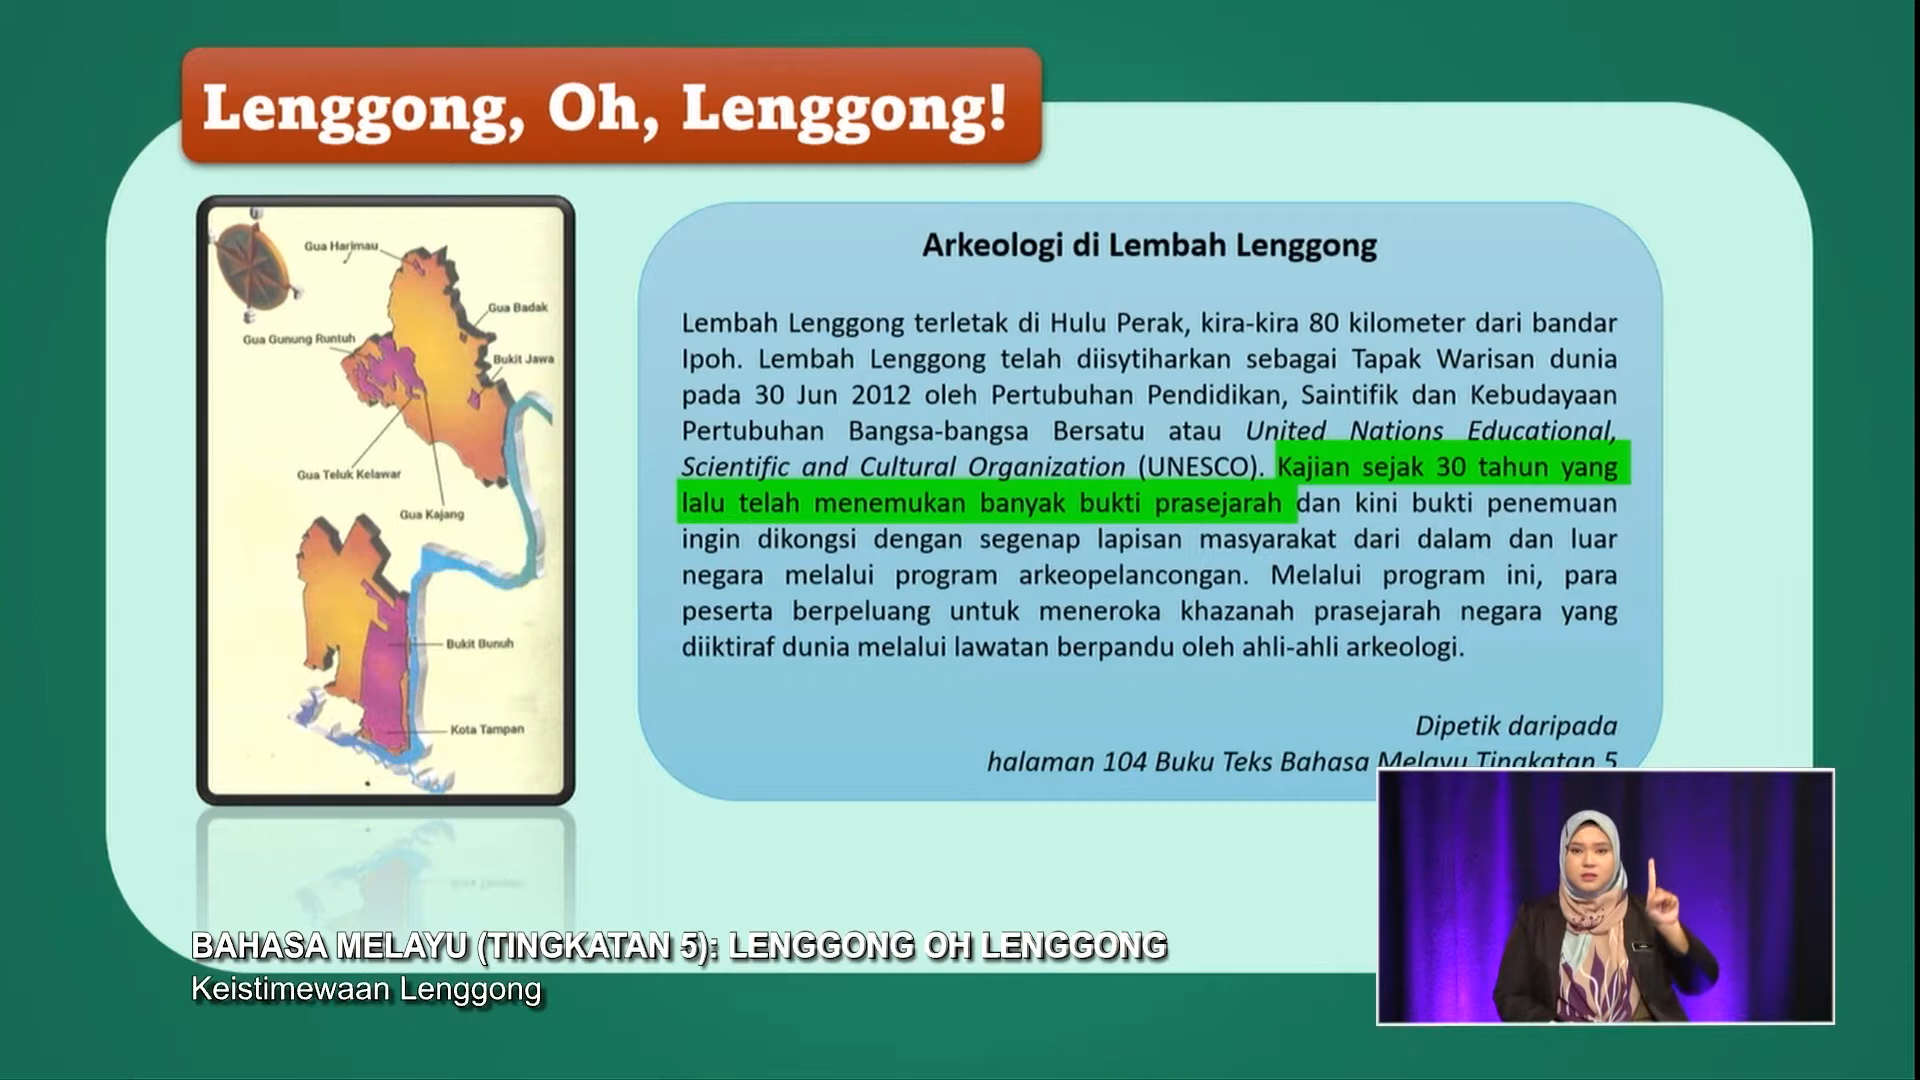 Lenggong, Oh, Lenggong!
Gua Harimau
Gua Badak
Gua Gunung Runtuh
Bukit Jawa
Gua Teluk Kelawar
Gua Kajang
Bukit Bunuh
Kota Tampan
Arkeologi di Lembah Lenggong
Lembah Lenggong terletak di Hulu Perak, kira-kira 80 kilometer dari bandar
Ipoh. Lembah Lenggong telah diisytiharkan sebagai Tapak Warisan dunia
pada 30 Jun 2012 oleh Pertubuhan Pendidikan, Saintifik dan Kebudayaan
Pertubuhan Bangsa-bangsa Bersatu atau United Nations Educational,
Scientific and Cultural Organization (UNESCO). Kajian sejak 30 tahun yang
lalu telah menemukan banyak bukti prasejarah dan kini bukti penemuan
ingin dikongsi dengan segenap lapisan masyarakat dari dalam dan luar
negara melalui program arkeopelancongan. Melalui program ini, para
peserta berpeluang untuk meneroka khazanah prasejarah negara yang
diiktiraf dunia melalui lawatan berpandu oleh ahli-ahli arkeologi.
Dipetik daripada
halaman 104 Buku Teks Bahasa Melayu Tingkatan 5
BAHASA MELAYU (TINGKATAN 5): LENGGONG OH LENGGONG
Keistimewaan Lenggong